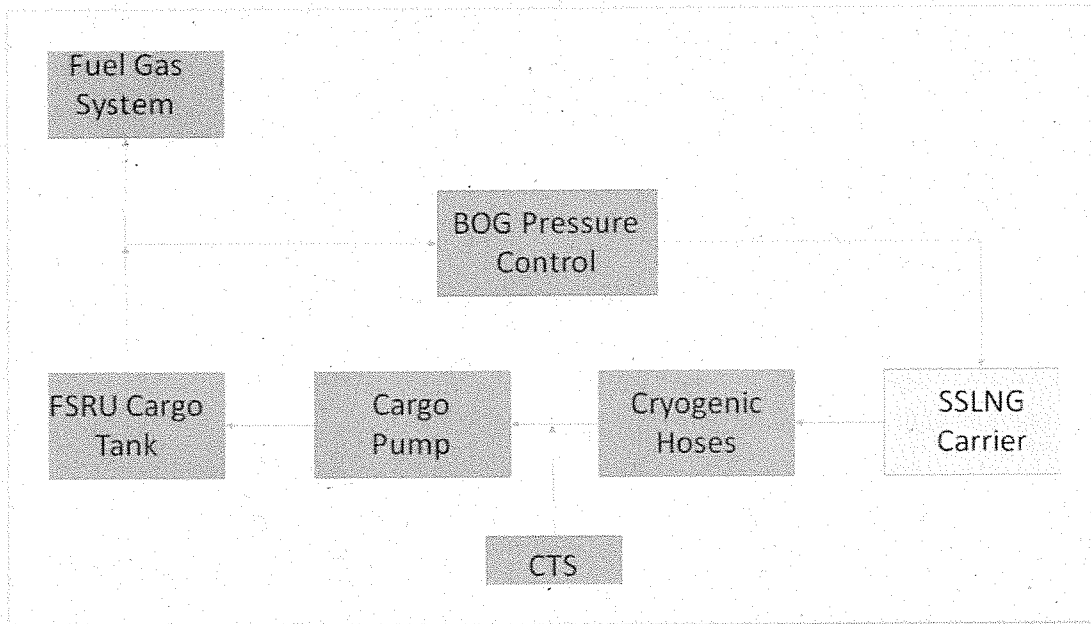 Fuel Gas
System
BOG Pressure
Control
FSRU Cargo
Tank
Cargo
Pump
Cryogenic
Hoses
SSLNG
Carrier
CTS